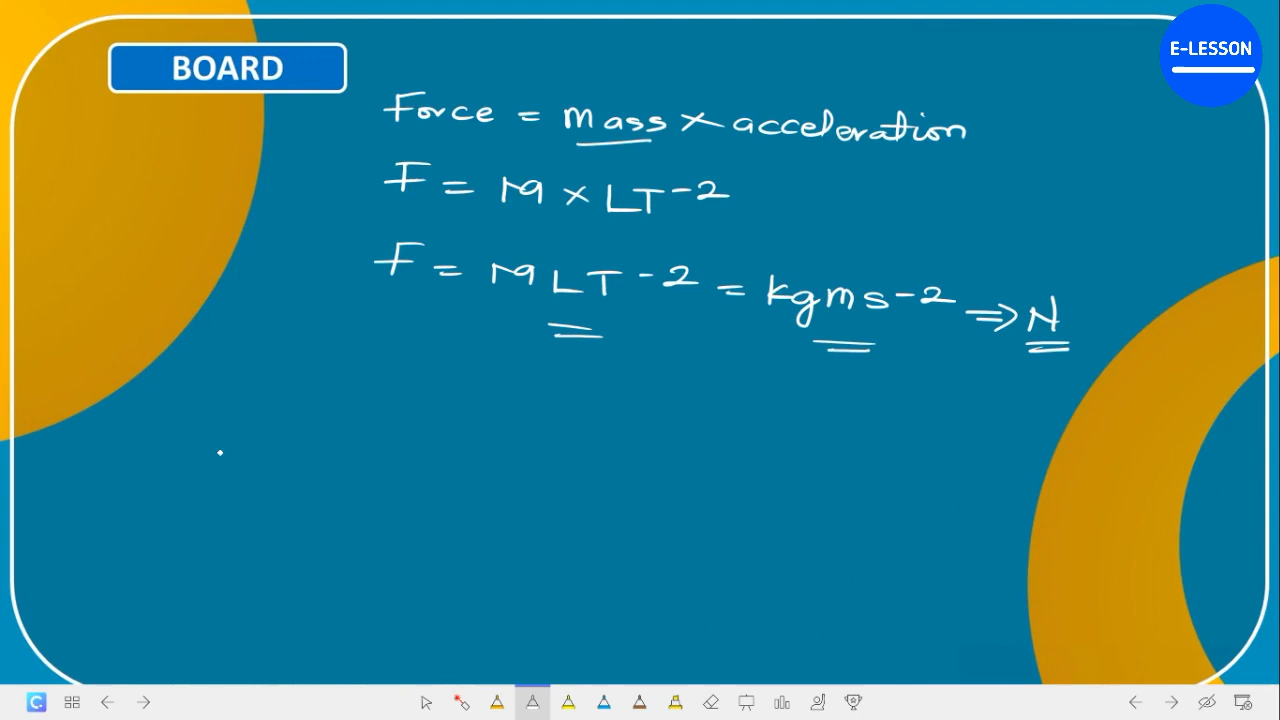 BOARD
E-LESSON
Force = mass × acceleration
F = M × LT-2
F = MLT-2 = kgms-2 ⇒ N